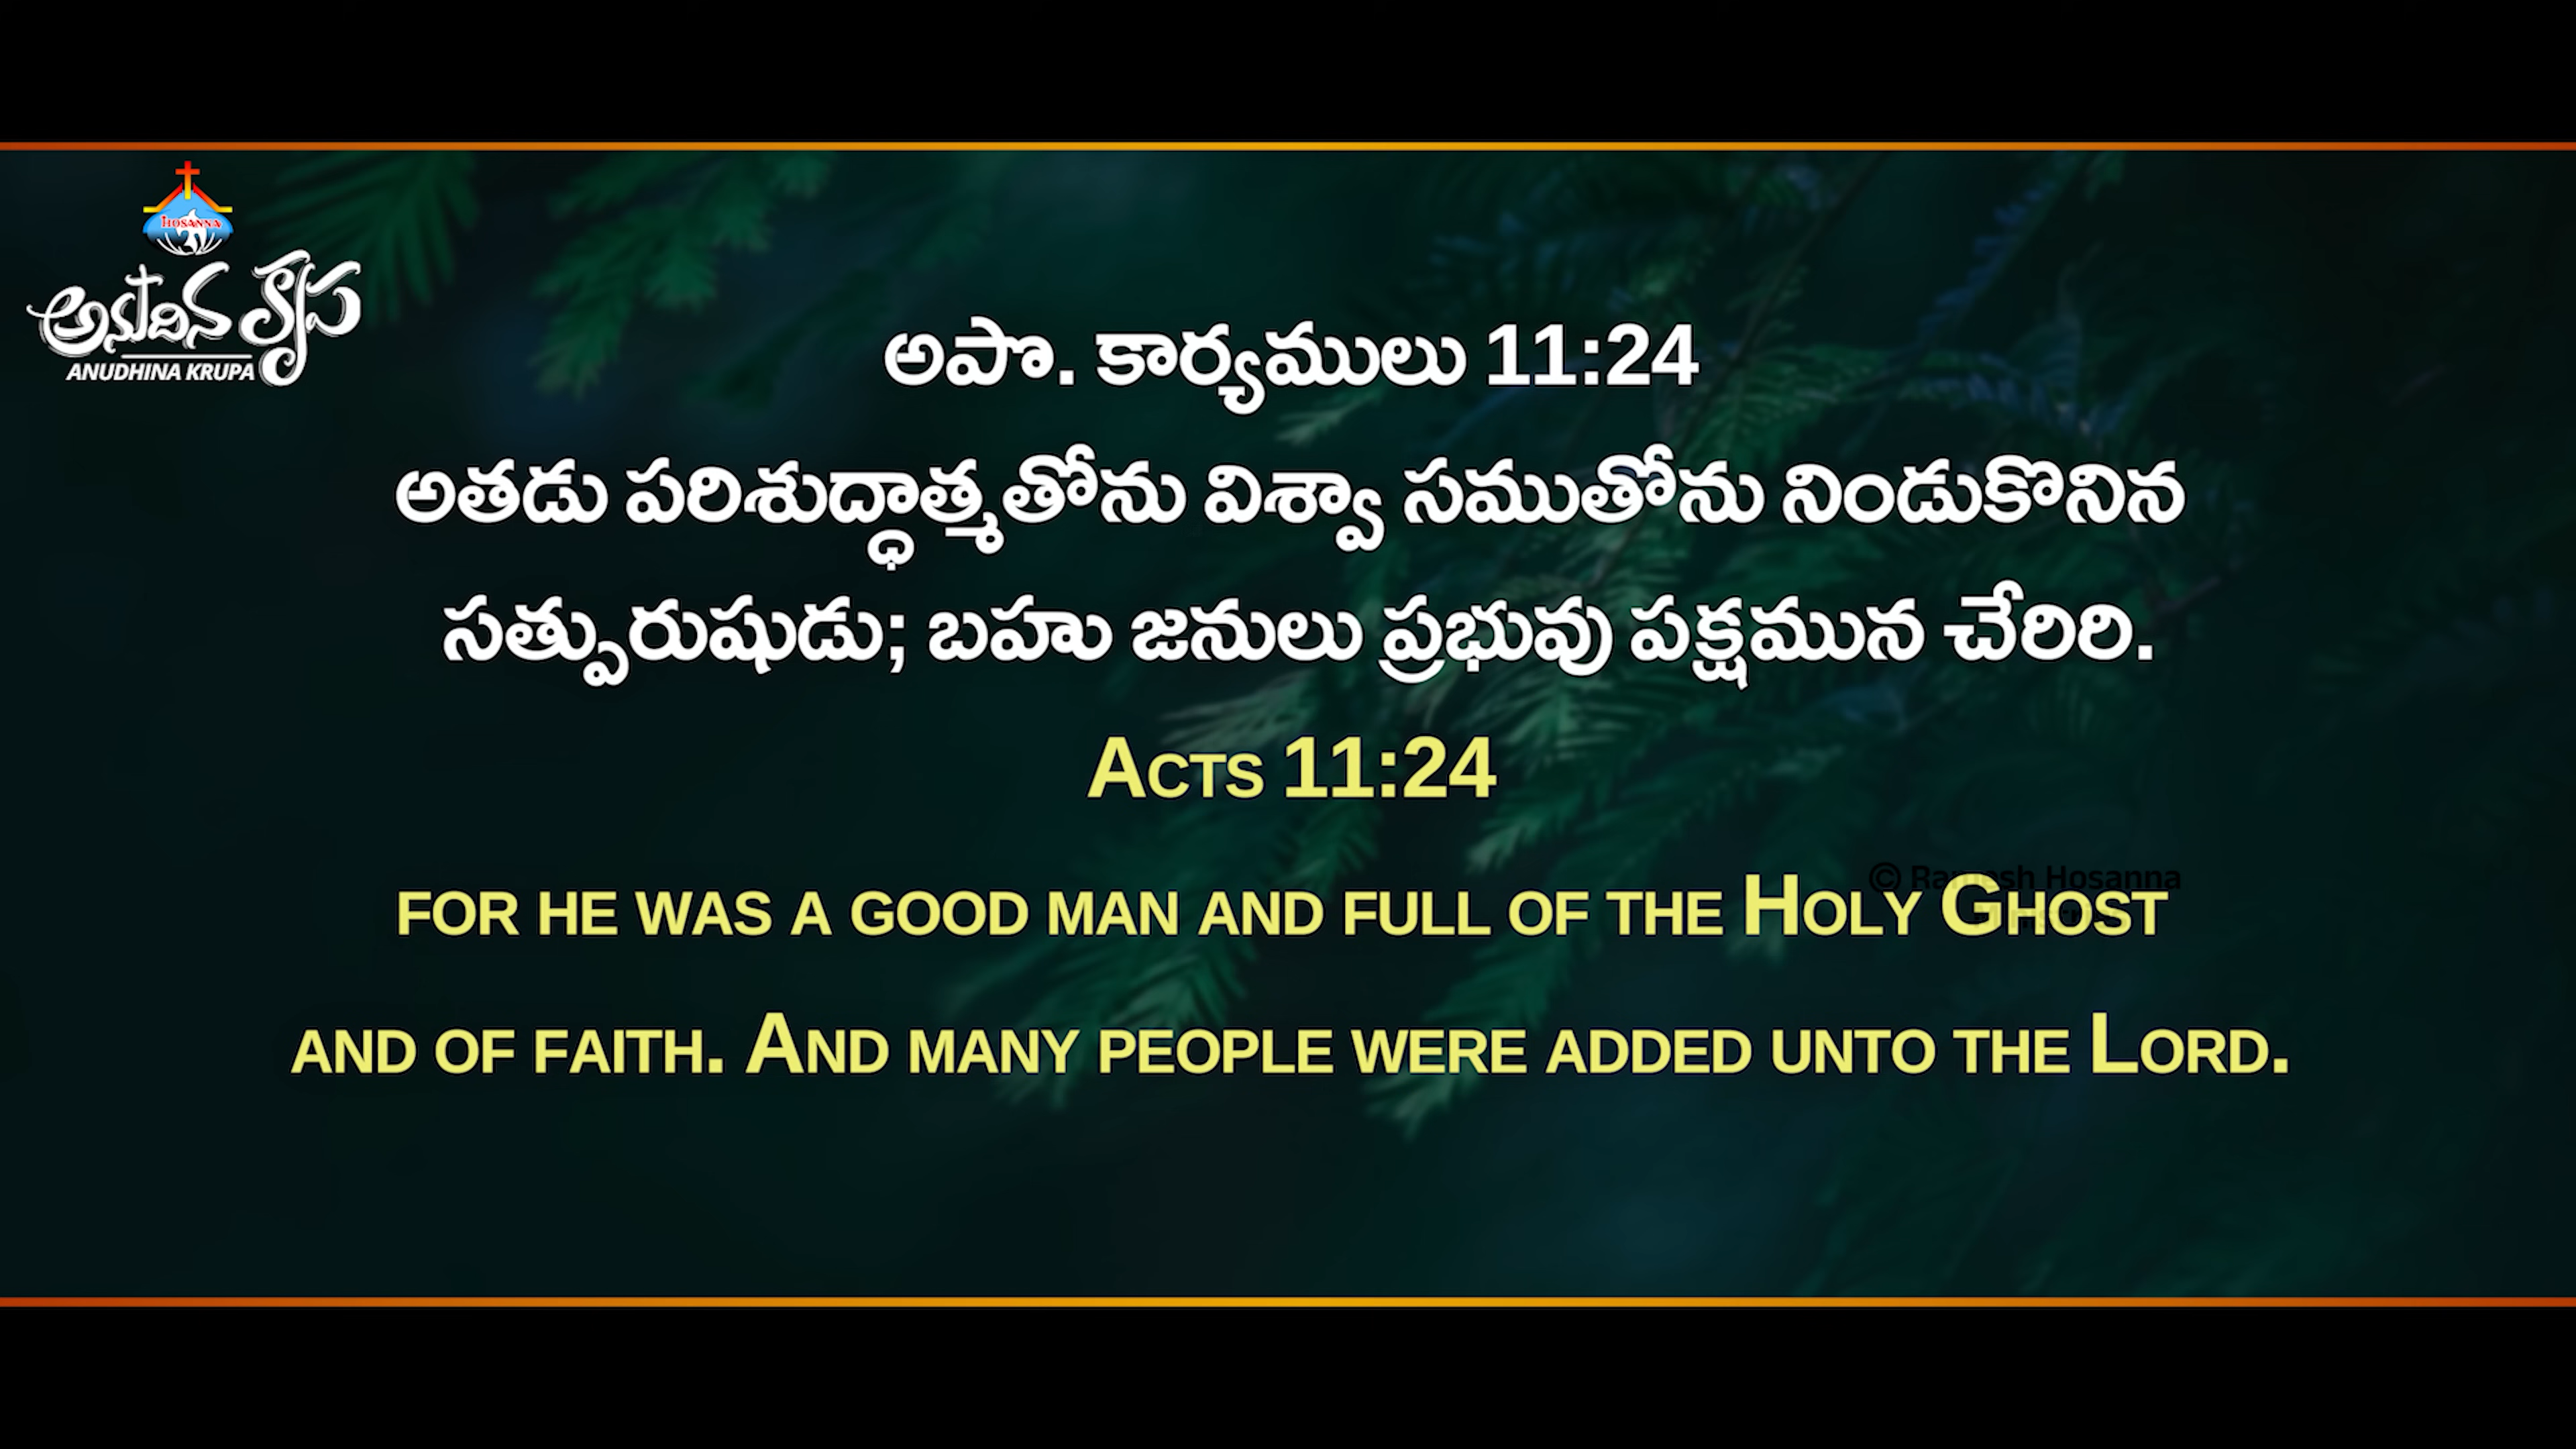 HOSANNA
అనుదిన కృప
ANUDHINA KRUPA
అపొ. కార్యములు 11:24
అతడు పరిశుద్ధాత్మతోను విశ్వా సముతోను నిండుకొనిన
సత్పురుషుడు; బహు జనులు ప్రభువు పక్షమున చేరిరి.
Acts 11:24
© Ramesh Hosanna
for he was a good man and full of the Holy Ghost
and of faith. And many people were added unto the Lord.